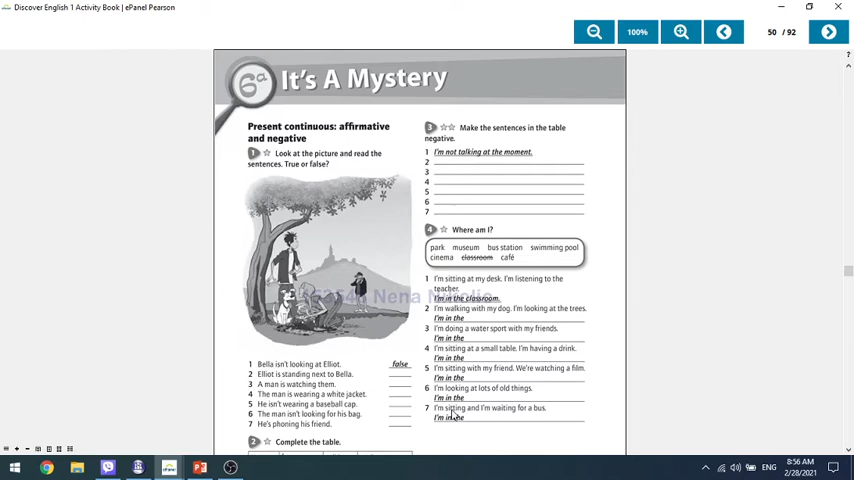 Discover English 1 Activity Book | ePanel Pearson
100%
50 / 92
6a
It's A Mystery
Present continuous: affirmative
and negative
1 Look at the picture and read the
sentences. True or false?
1 Bella isn't looking at Elliot. false
2 Elliot is standing next to Bella.
3 A man is watching them.
4 The man is wearing a white jacket.
5 He isn't wearing a baseball cap.
6 The man isn't looking for his bag.
7 He's phoning his friend.
2 Complete the table.
3 Make the sentences in the table
negative.
1 I'm not talking at the moment.
2
3
4
5
6
7
4 Where am I?
park museum bus station swimming pool
cinema classroom café
1 I'm sitting at my desk. I'm listening to the
teacher.
I'm in the classroom.
2 I'm walking with my dog. I'm looking at the trees.
I'm in the
3 I'm doing a water sport with my friends.
I'm in the
4 I'm sitting at a small table. I'm having a drink.
I'm in the
5 I'm sitting with my friend. We're watching a film.
I'm in the
6 I'm looking at lots of old things.
I'm in the
7 I'm sitting and I'm waiting for a bus.
I'm in the
Nena
ENG
8:56 AM
2/28/2021